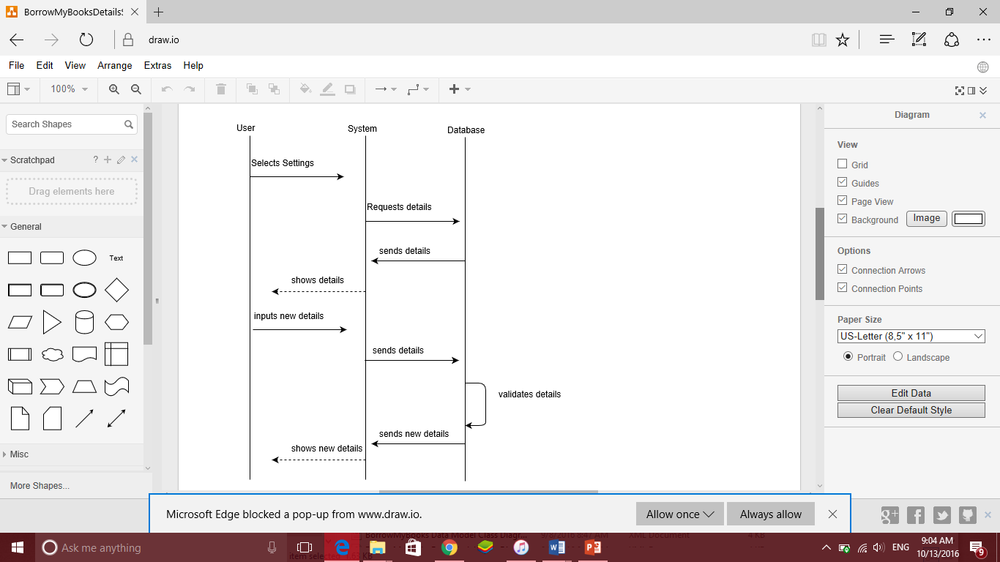 BorrowMyBooksDetailsS
draw.io
File Edit View Arrange Extras Help
100%
Search Shapes
Scratchpad ?
Drag elements here
General
Text
Misc
More Shapes...
User System Database
Selects Settings
Requests details
sends details
shows details
inputs new details
sends details
validates details
sends new details
shows new details
Diagram
View
Grid
Guides
Page View
Background Image
Options
Connection Arrows
Connection Points
Paper Size
US-Letter (8,5" x 11")
Portrait Landscape
Edit Data
Clear Default Style
Microsoft Edge blocked a pop-up from www.draw.io.
Allow once Always allow
BorrowMyBooks Data Model Class Diagr... 9/8/2016 8:47 AM XML Document 4 KB
Ask me anything
ENG
9:04 AM
10/13/2016
9